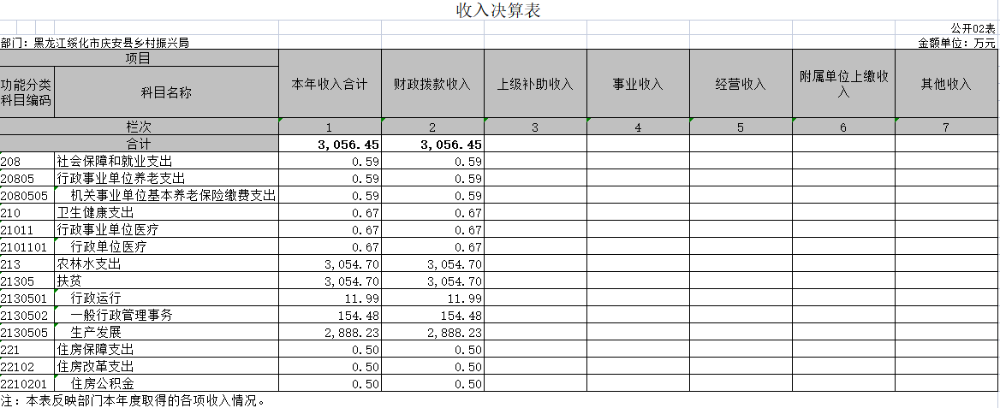 收入决算表
公开02表
部门：黑龙江绥化市庆安县乡村振兴局 金额单位：万元
项目
功能分类科目编码 科目名称 本年收入合计 财政拨款收入 上级补助收入 事业收入 经营收入 附属单位上缴收入 其他收入
栏次 1 2 3 4 5 6 7
合计 3,056.45 3,056.45
208 社会保障和就业支出 0.59 0.59
20805 行政事业单位养老支出 0.59 0.59
2080505 机关事业单位基本养老保险缴费支出 0.59 0.59
210 卫生健康支出 0.67 0.67
21011 行政事业单位医疗 0.67 0.67
2101101 行政单位医疗 0.67 0.67
213 农林水支出 3,054.70 3,054.70
21305 扶贫 3,054.70 3,054.70
2130501 行政运行 11.99 11.99
2130502 一般行政管理事务 154.48 154.48
2130505 生产发展 2,888.23 2,888.23
221 住房保障支出 0.50 0.50
22102 住房改革支出 0.50 0.50
2210201 住房公积金 0.50 0.50
注：本表反映部门本年度取得的各项收入情况。